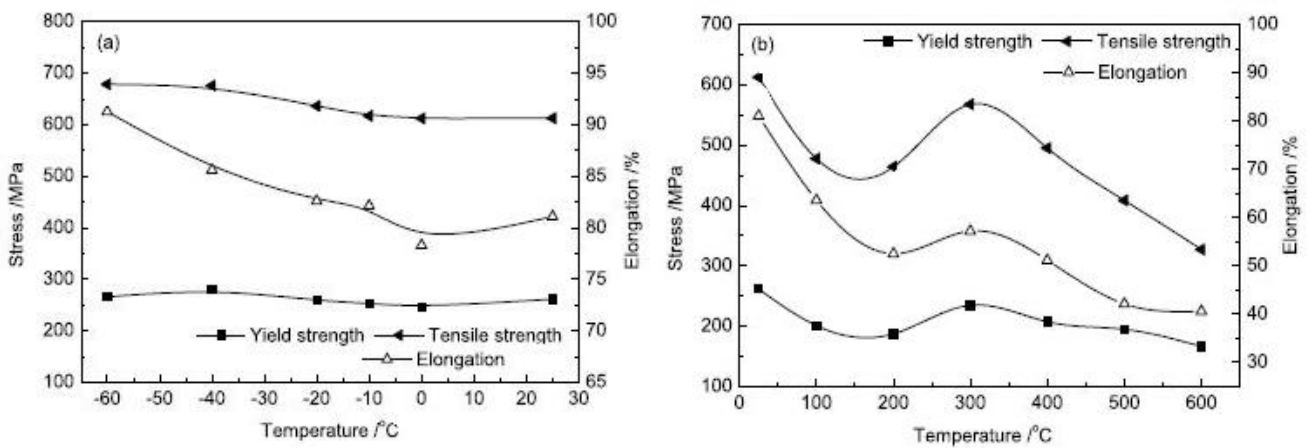 (a)
800
700
600
500
400
300
200
100
Stress /MPa
100
95
90
85
80
75
70
65
Elongation /%
Yield strength Tensile strength
Elongation
-60 -50 -40 -30 -20 -10 0 10 20 30
Temperature /°C
(b)
700
600
500
400
300
200
100
Stress /MPa
Yield strength Tensile strength
Elongation
100
90
80
70
60
50
40
30
Elongation /%
0 100 200 300 400 500 600
Temperature /°C